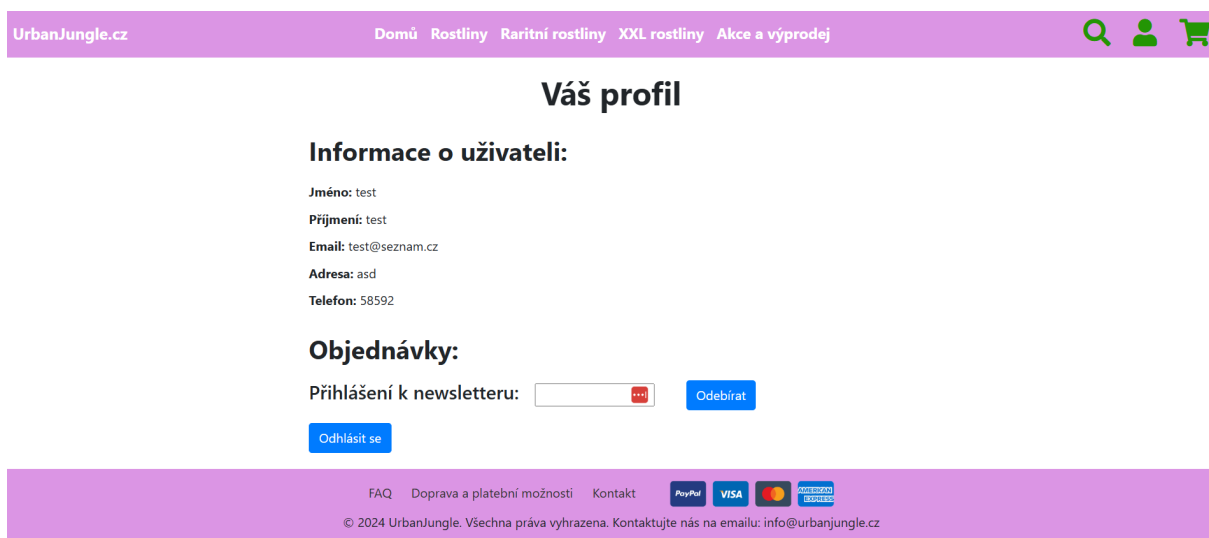 UrbanJungle.cz Domů Rostliny Raritní rostliny XXL rostliny Akce a výprodej
Váš profil
Informace o uživateli:
Jméno: test
Příjmení: test
Email: test@seznam.cz
Adresa: asd
Telefon: 58592
Objednávky:
Přihlášení k newsletteru: Odebírat
Odhlásit se
FAQ Doprava a platební možnosti Kontakt PayPal VISA AMERICAN EXPRESS
© 2024 UrbanJungle. Všechna práva vyhrazena. Kontaktujte nás na emailu: info@urbanjungle.cz